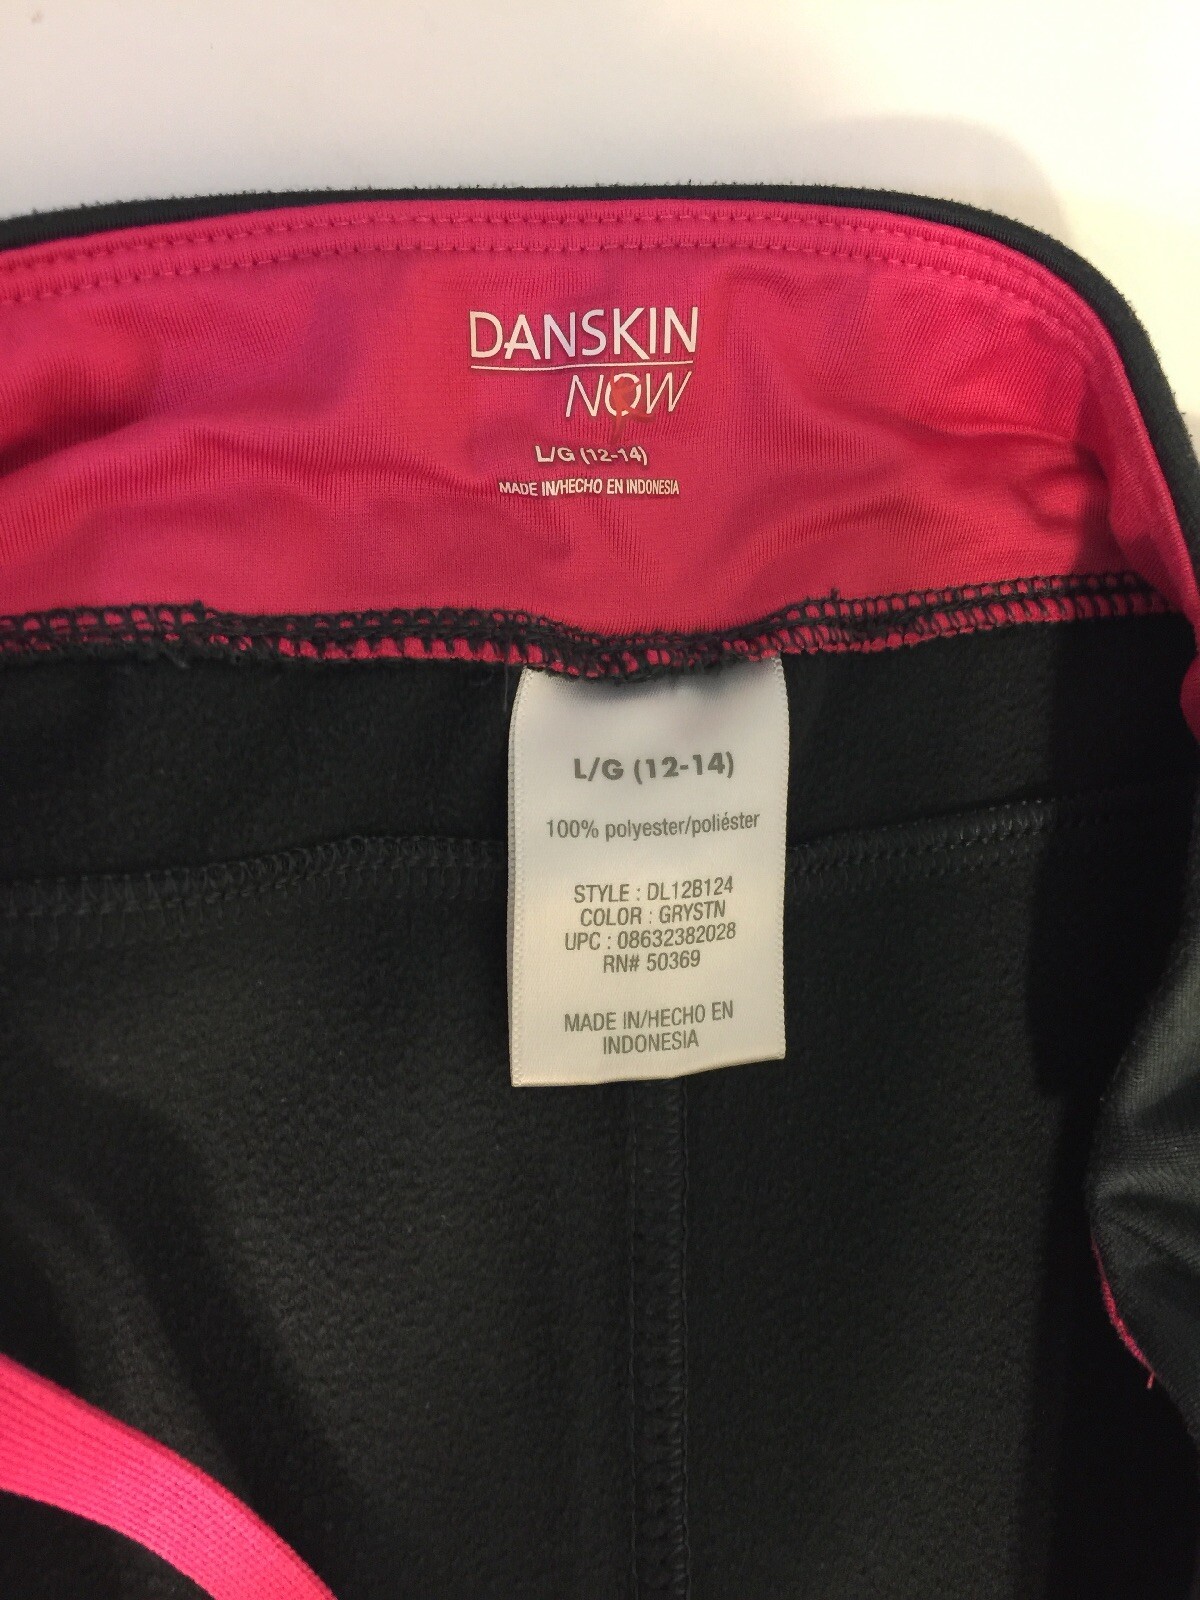 DANSKIN
NOW
L/G (12-14)
MADE IN/HECHO EN INDONESIA
L/G (12-14)
100% polyester/poliéster
STYLE : DL12B124
COLOR : GRYSTN
UPC : 08632382028
RN# 50369
MADE IN/HECHO EN
INDONESIA